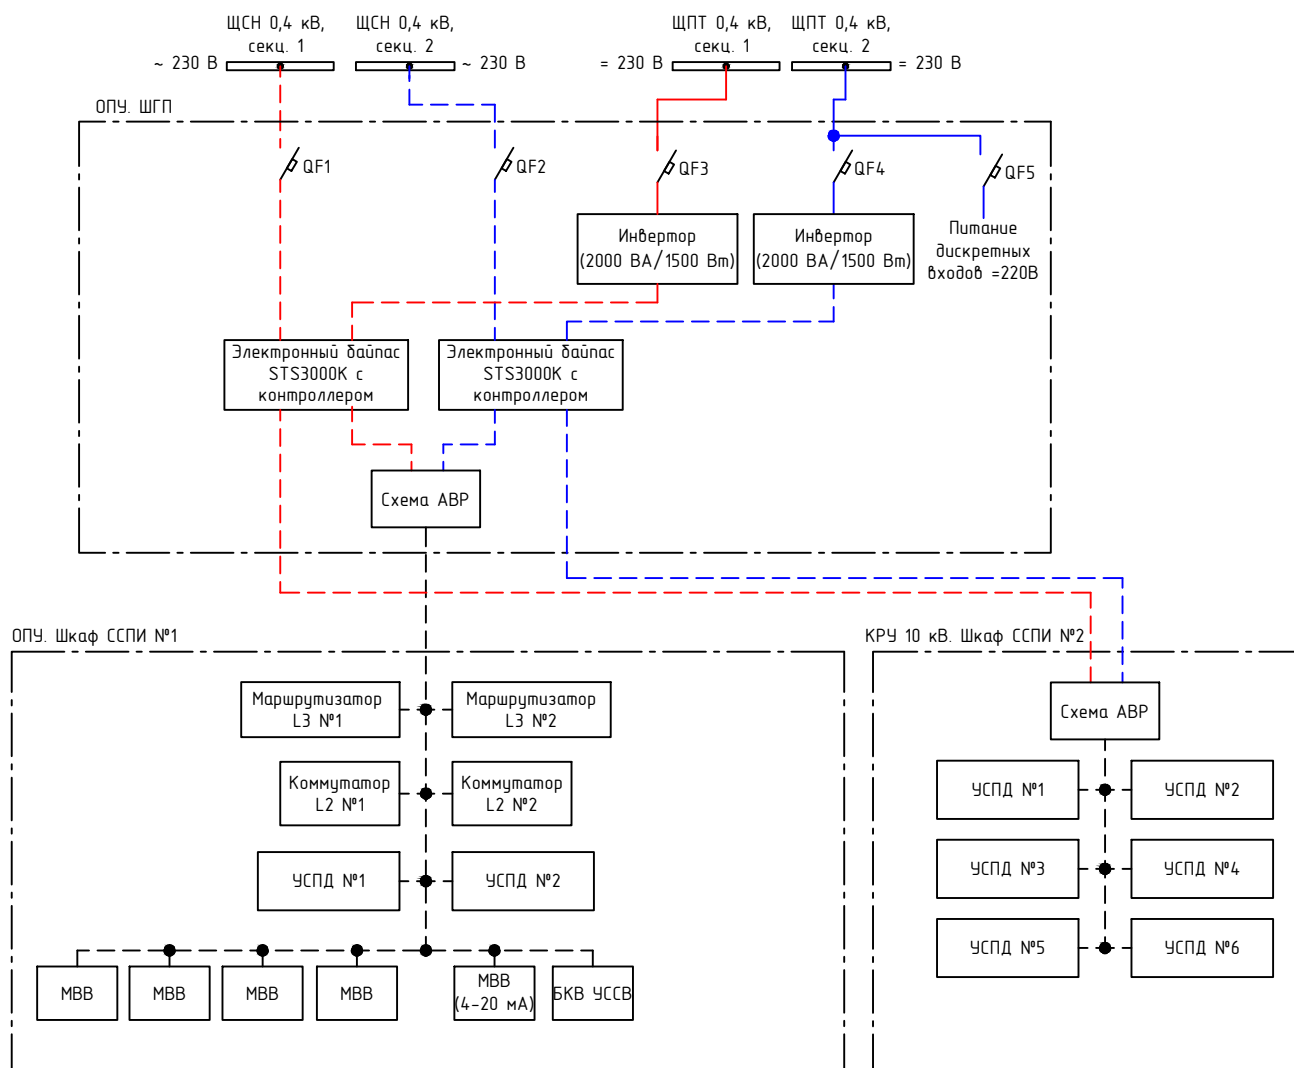 ЩСН 0,4 кВ,
секц. 1
ЩСН 0,4 кВ,
секц. 2
ЩПТ 0,4 кВ,
секц. 1
ЩПТ 0,4 кВ,
секц. 2
~ 230 В
~ 230 В
= 230 В
= 230 В
ОПУ. ШГП
QF1
QF2
QF3
QF4
QF5
Инвертор
(2000 ВА/1500 Вт)
Инвертор
(2000 ВА/1500 Вт)
Питание
дискретных
входов =220В
Электронный байпас
STS3000K с
контроллером
Электронный байпас
STS3000K с
контроллером
Схема АВР
ОПУ. Шкаф ССПИ №1
КРУ 10 кВ. Шкаф ССПИ №2
Маршрутизатор
L3 №1
Маршрутизатор
L3 №2
Коммутатор
L2 №1
Коммутатор
L2 №2
УСПД №1
УСПД №2
МВВ
МВВ
МВВ
МВВ
МВВ
(4-20 мА)
БКВ УССВ
Схема АВР
УСПД №1
УСПД №2
УСПД №3
УСПД №4
УСПД №5
УСПД №6